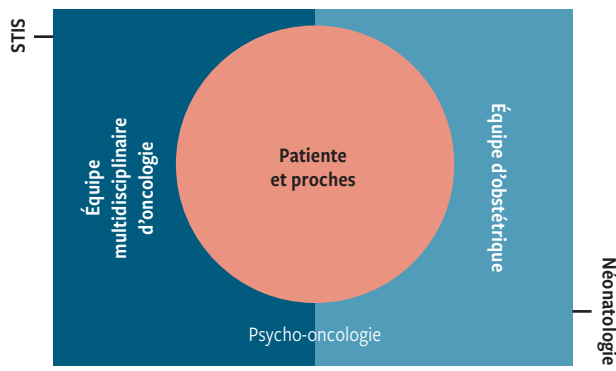 STIS
Équipe
multidisciplinaire
d’oncologie
Patiente
et proches
Équipe d’obstétrique
Psycho-oncologie
Néonatologie